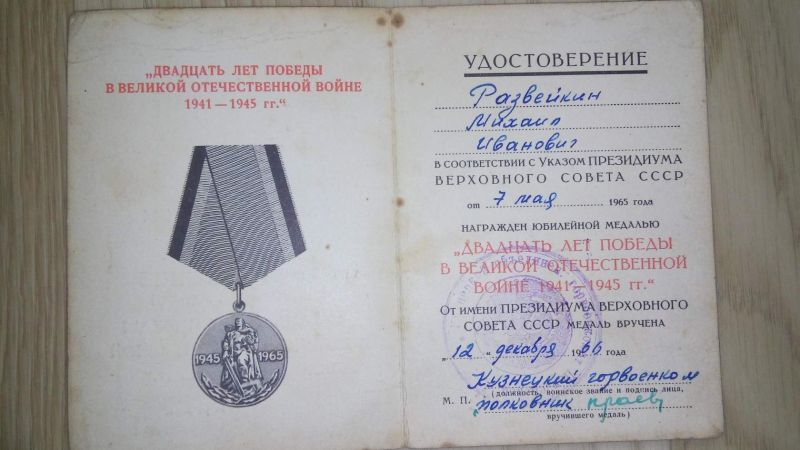 „ДВАДЦАТЬ ЛЕТ ПОБЕДЫ
В ВЕЛИКОЙ ОТЕЧЕСТВЕННОЙ ВОЙНЕ
1941 — 1945 гг.“
1945 1965
УДОСТОВЕРЕНИЕ
Развейкин
Михаил
Иванович
В СООТВЕТСТВИИ С УКАЗОМ ПРЕЗИДИУМА
ВЕРХОВНОГО СОВЕТА СССР
от 7 мая 1965 года
НАГРАЖДЕН ЮБИЛЕЙНОЙ МЕДАЛЬЮ
„ДВАДЦАТЬ ЛЕТ ПОБЕДЫ
В ВЕЛИКОЙ ОТЕЧЕСТВЕННОЙ
ВОЙНЕ 1941 - 1945 гг.“
ОТ ИМЕНИ ПРЕЗИДИУМА ВЕРХОВНОГО
СОВЕТА СССР МЕДАЛЬ ВРУЧЕНА
„12“ декабря 1966 года
Кузнецкий горвоенком
М. П. (должность, воинское звание и подпись лица,
полковник
вручившего медаль)